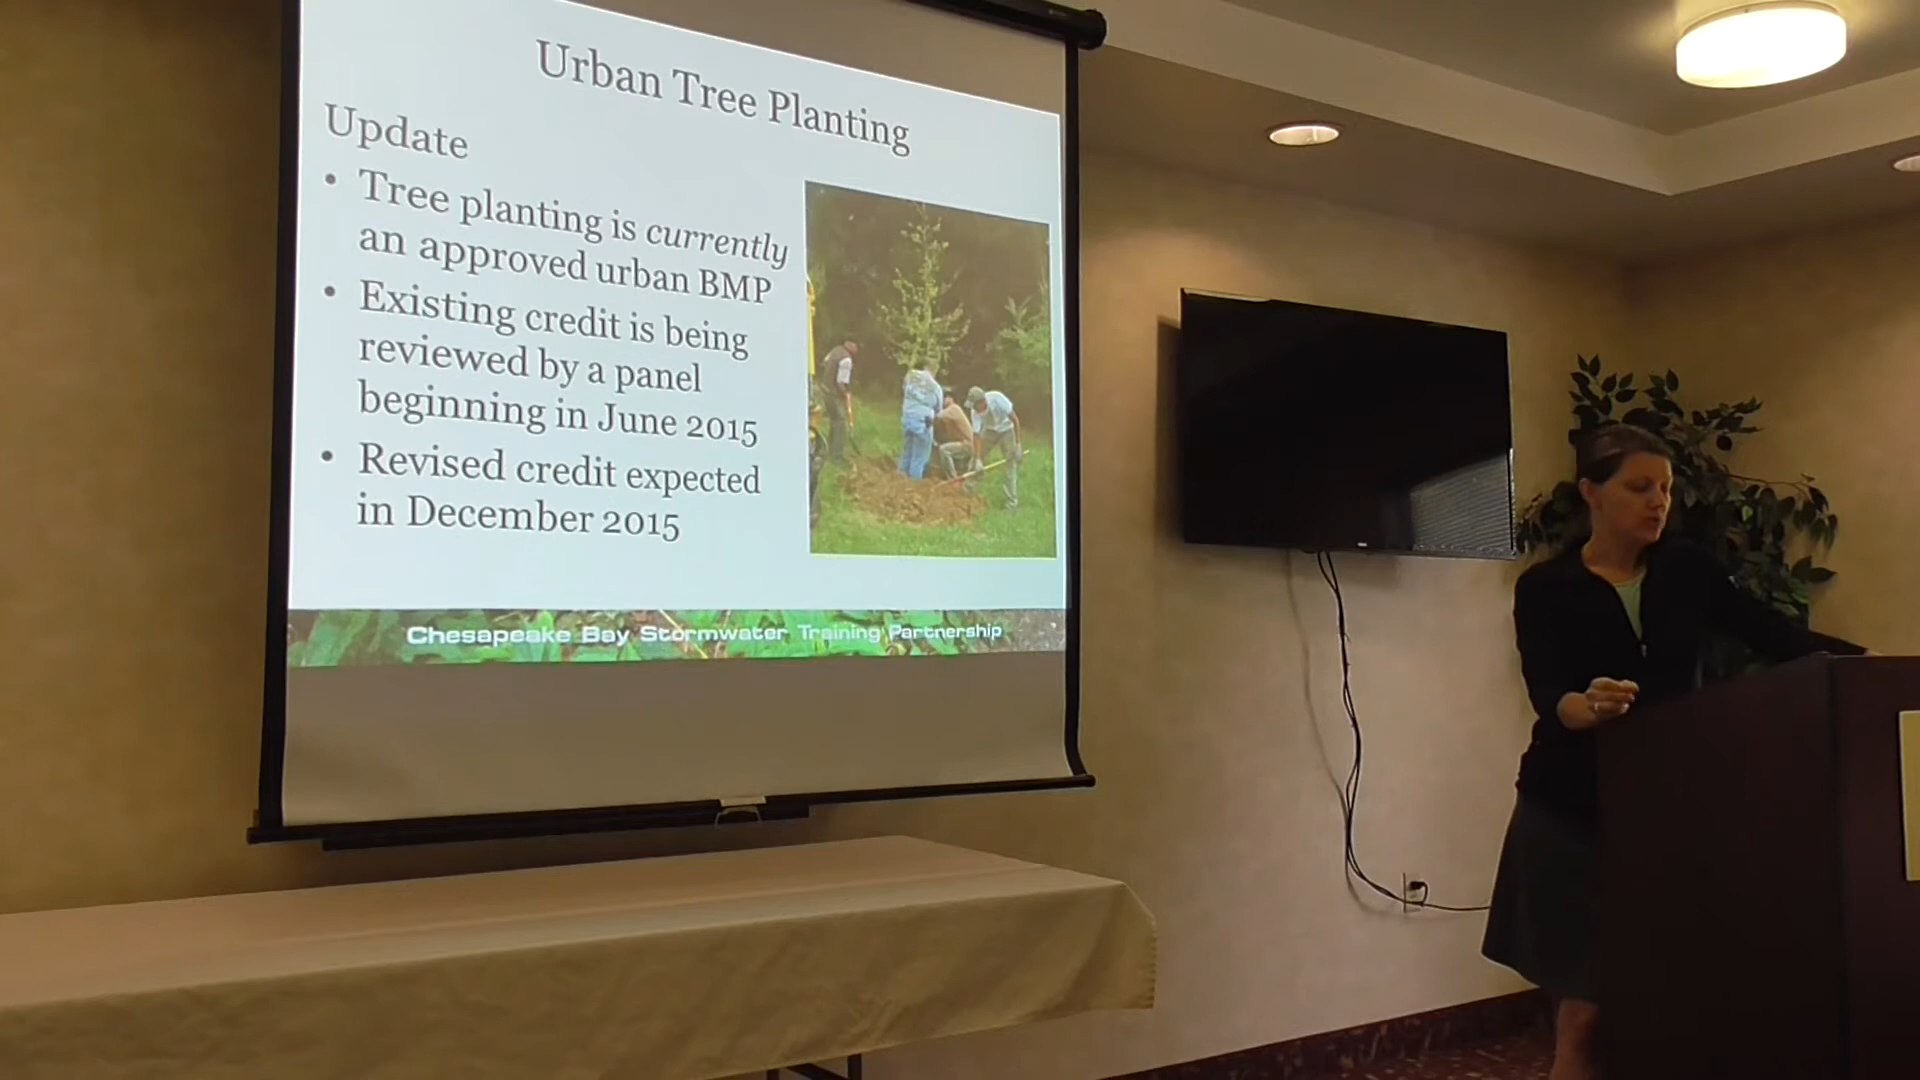 Urban Tree Planting
Update
• Tree planting is currently
an approved urban BMP
• Existing credit is being
reviewed by a panel
beginning in June 2015
• Revised credit expected
in December 2015
Chesapeake Bay Stormwater Training Partnership